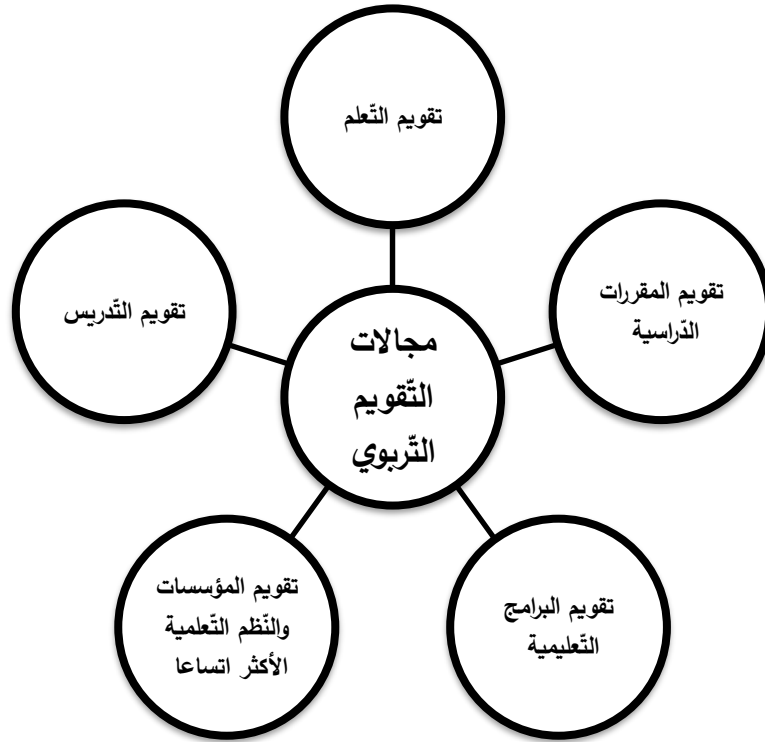 تقويم التّعلم
تقويم المقررات
الدّراسية
تقويم التّدريس
مجالات
التّقويم
التّربوي
تقويم البرامج
التّعليمية
تقويم المؤسسات
والنّظم التّعلمية
الأكثر اتساعا